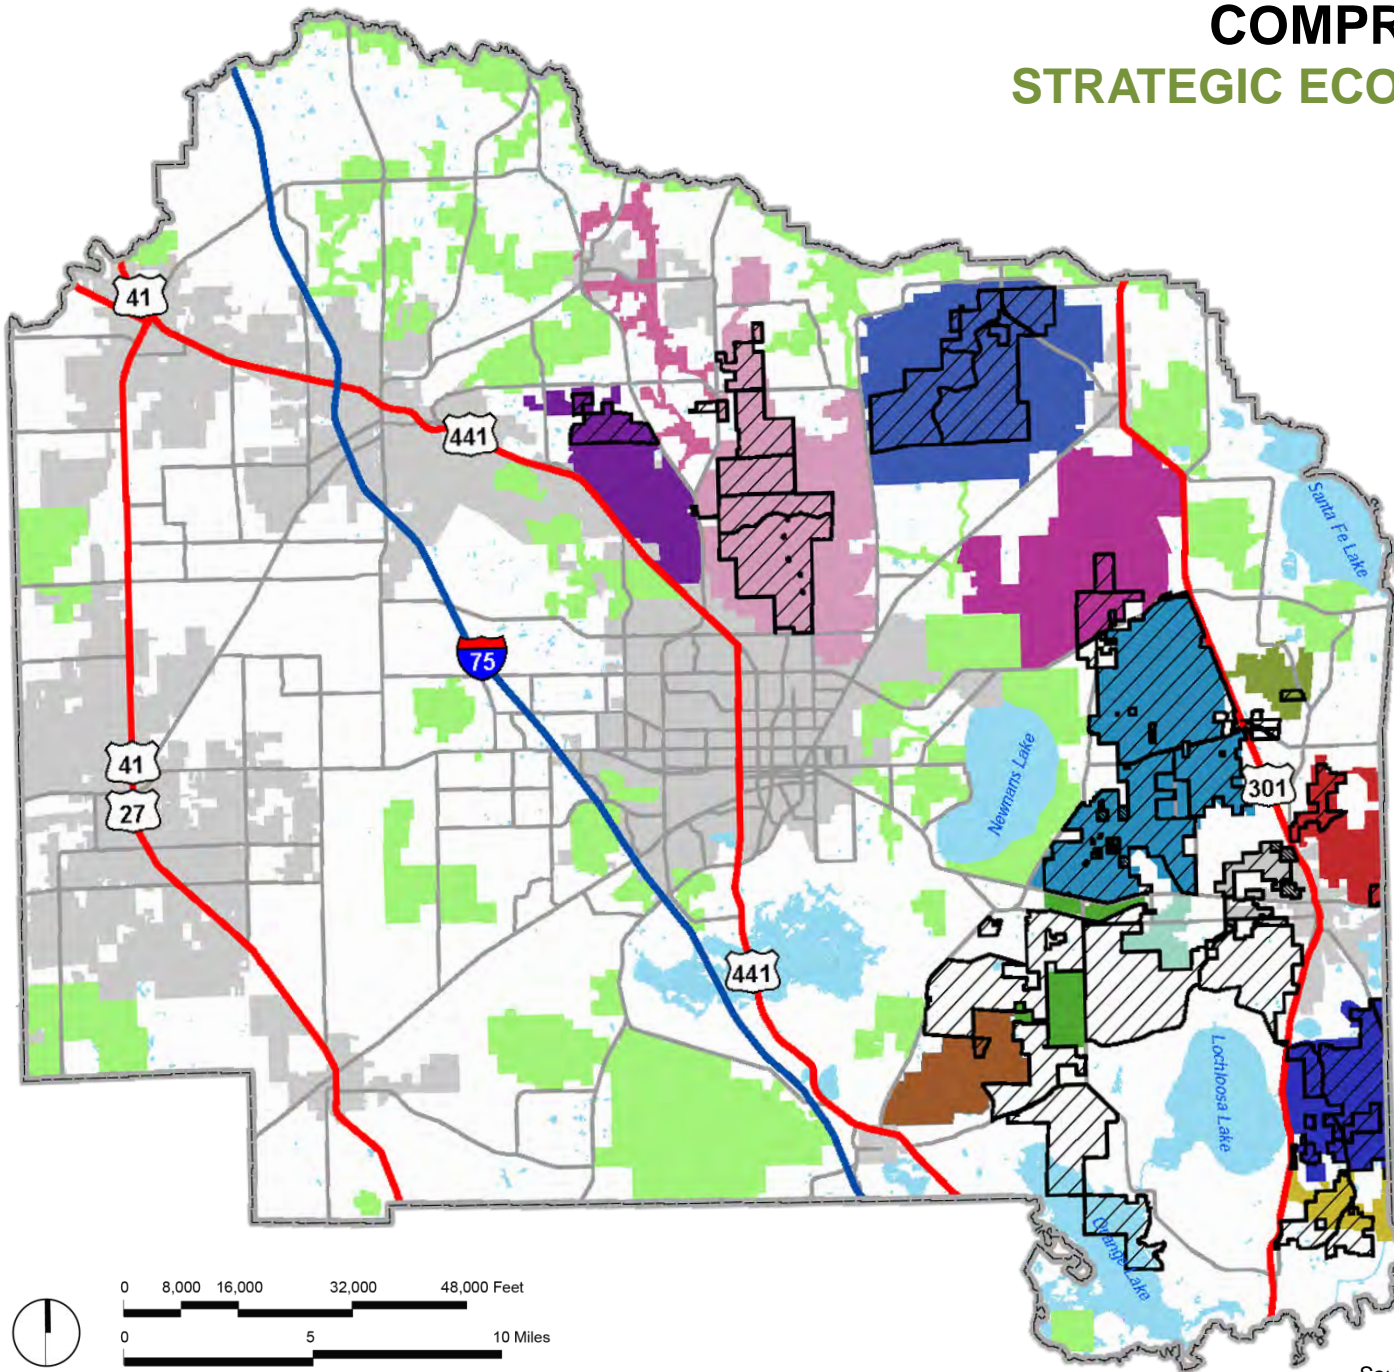 COMPR
STRATEGIC ECO
41
441
Santa Fe Lake
75
Newnans Lake
41
27
301
441
Lochloosa Lake
Orange Lake
0 8,000 16,000 32,000 48,000 Feet
0 5 10 Miles